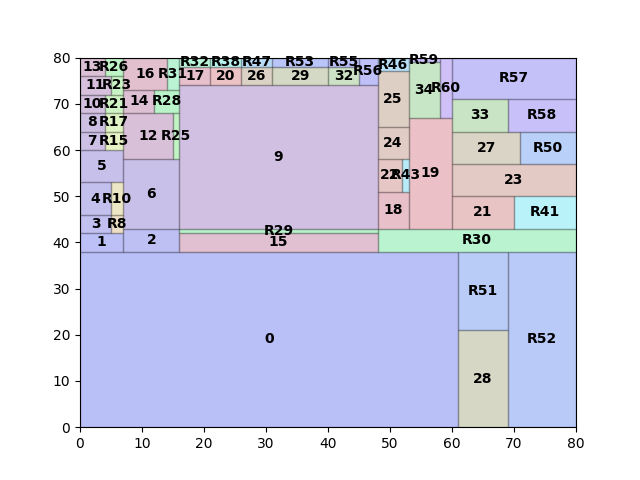 80 13 R26 16 R31 R32 R38 R47 R53 R55 R56 R46 R59 R57
11 R23 17 20 26 29 32 34 R60
70 10 R21 14 R28 25 33 R58
8 R17 12 R25 24 27 R50
7 R15
60 5 9 22 R43 19 23
50 4 R10 6 18 21 R41
3 R8
40 1 2 R29 15 R30
30 R51
20 0 R52
10 28
0
0 10 20 30 40 50 60 70 80